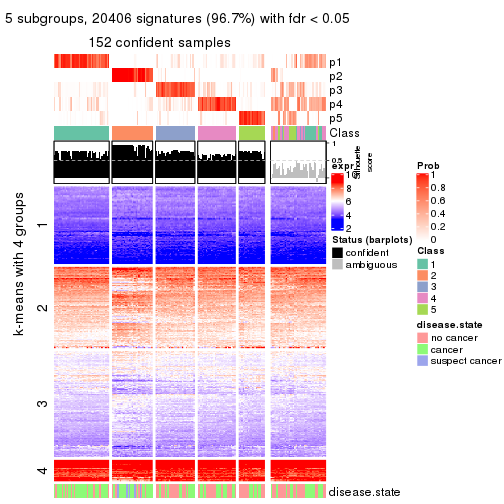 5 subgroups, 20406 signatures (96.7%) with fdr < 0.05
152 confident samples
p1
p2
p3
p4
p5
Class
1
0.5
0
Silhouette
score
k-means with 4 groups
1
2
3
4
disease.state
expr
10
8
6
4
2
Status (barplots)
confident
ambiguous
Prob
1
0.8
0.6
0.4
0.2
0
Class
1
2
3
4
5
disease.state
no cancer
cancer
suspect cancer